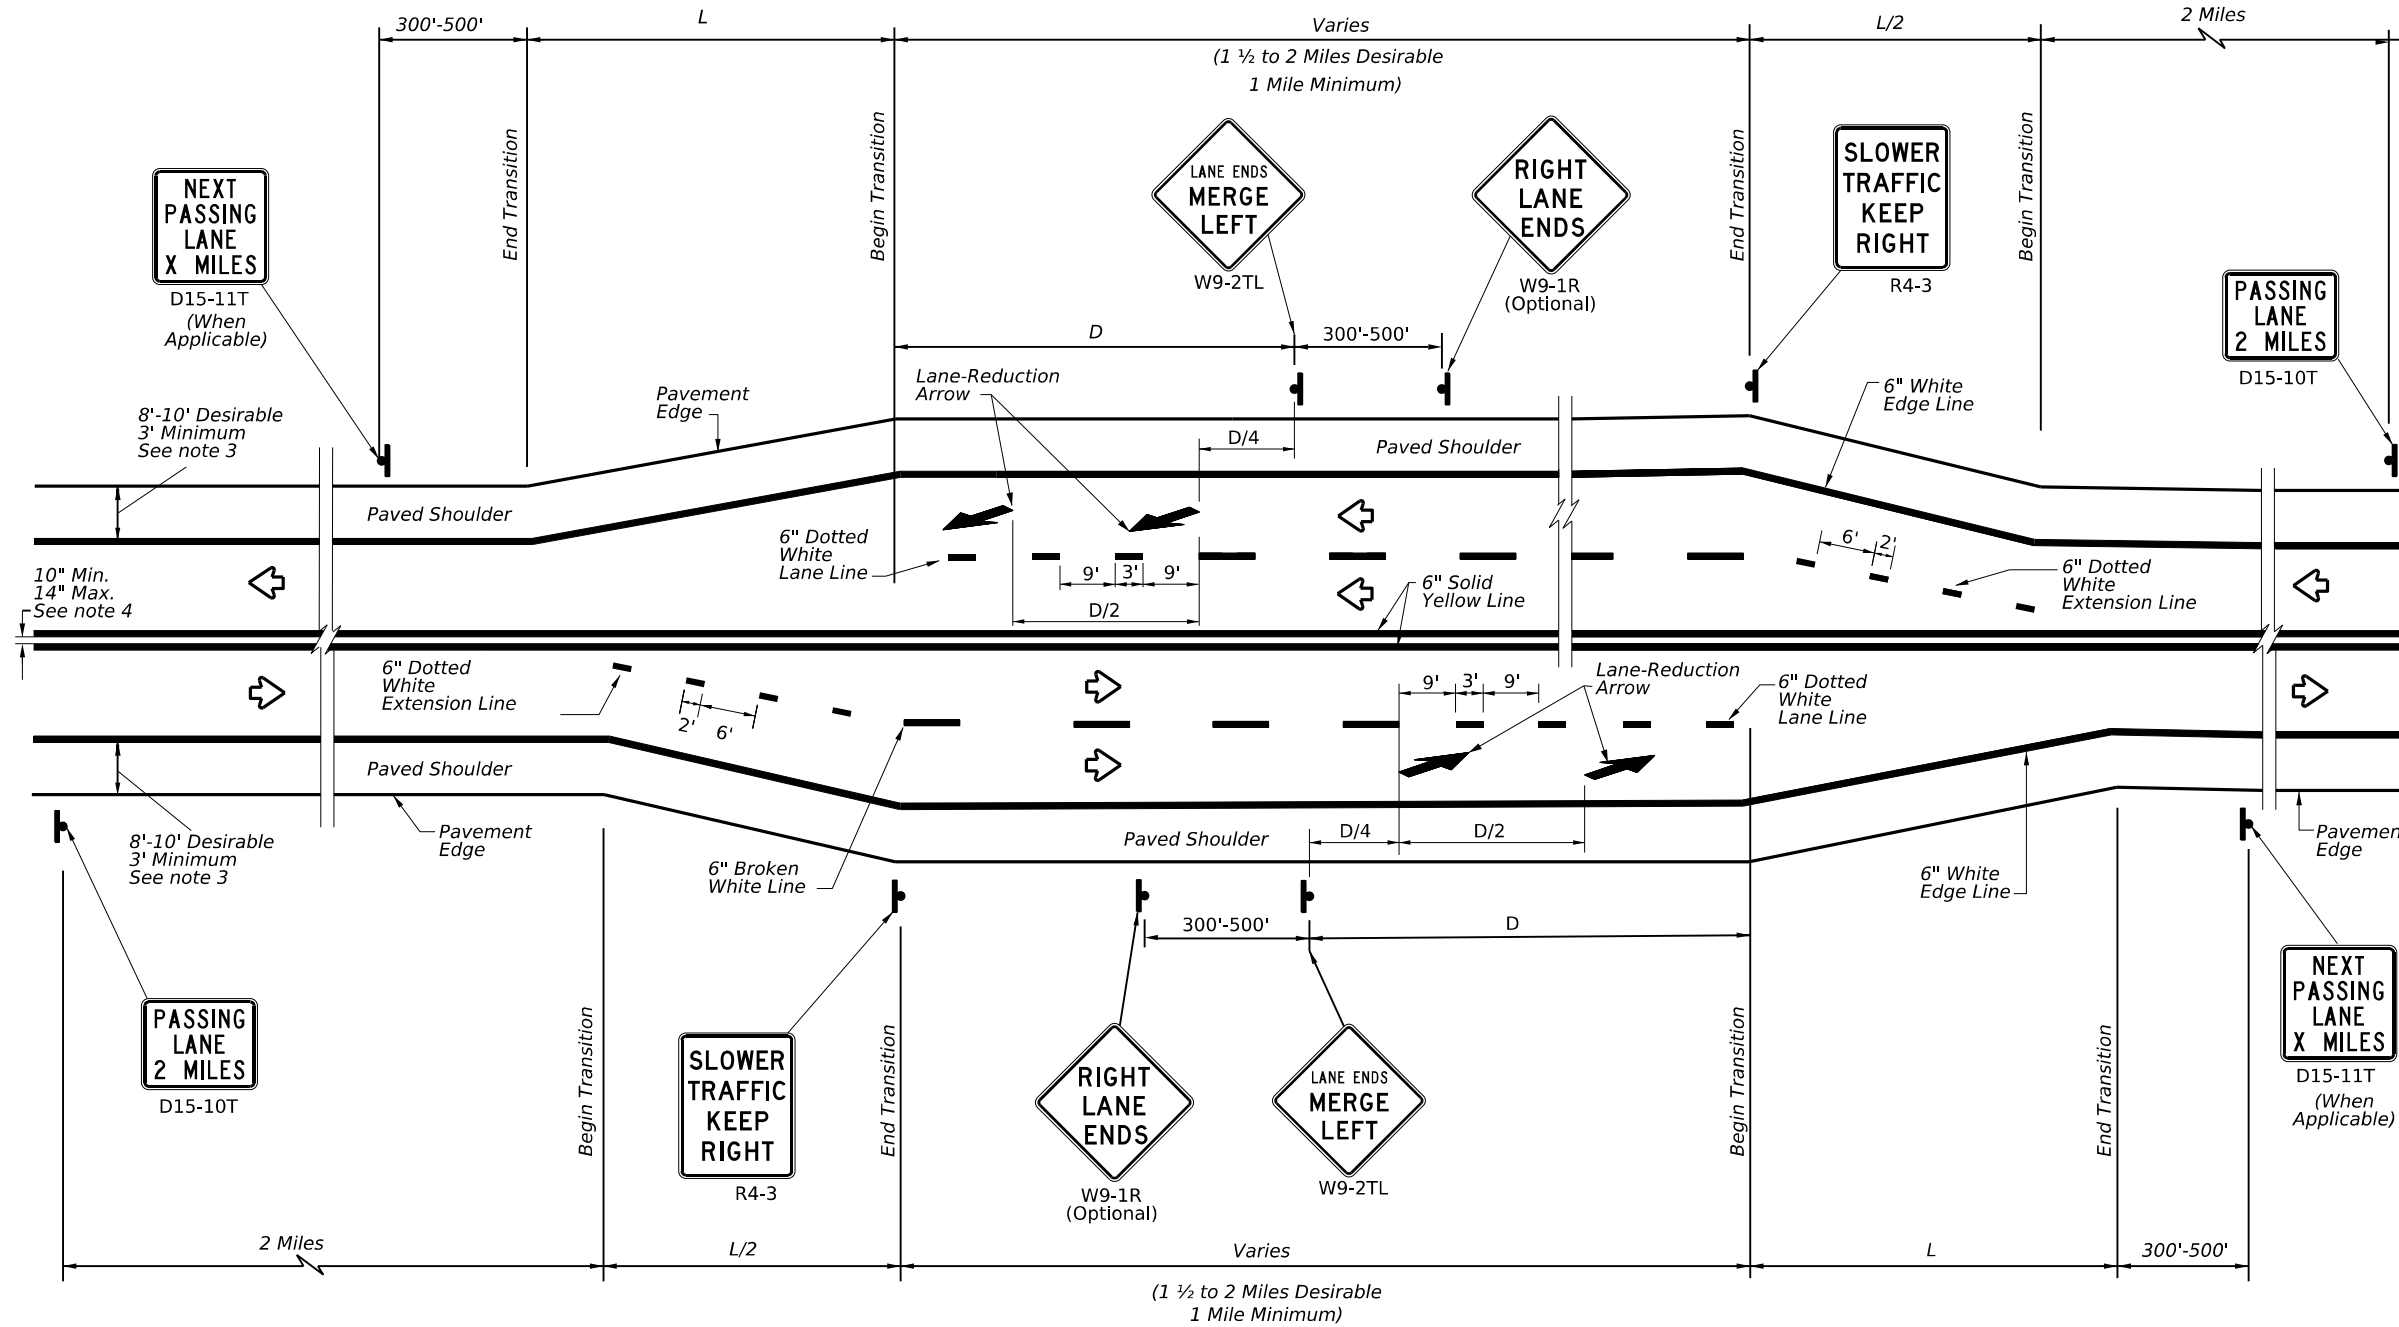 300'-500'
L
Varies
(1 ½ to 2 Miles Desirable
1 Mile Minimum)
L/2
2 Miles
End Transition
Begin Transition
End Transition
Begin Transition
NEXT
PASSING
LANE
X MILES
D15-11T
(When
Applicable)
LANE ENDS
MERGE
LEFT
W9-2TL
RIGHT
LANE
ENDS
W9-1R
(Optional)
SLOWER
TRAFFIC
KEEP
RIGHT
R4-3
PASSING
LANE
2 MILES
D15-10T
D
300'-500'
8'-10' Desirable
3' Minimum
See note 3
Pavement
Edge
Lane-Reduction
Arrow
D/4
Paved Shoulder
6" White
Edge Line
Paved Shoulder
6" Dotted
White
Lane Line
9'
3'
9'
D/2
6'
2'
6" Dotted
White
Extension Line
10" Min.
14" Max.
See note 4
6" Solid
Yellow Line
6" Dotted
White
Extension Line
2'
6'
9'
3'
9'
Lane-Reduction
Arrow
6" Dotted
White
Lane Line
Paved Shoulder
8'-10' Desirable
3' Minimum
See note 3
Pavement
Edge
6" Broken
White Line
Paved Shoulder
D/4
D/2
6" White
Edge Line
Pavemen
Edge
300'-500'
D
PASSING
LANE
2 MILES
D15-10T
Begin Transition
SLOWER
TRAFFIC
KEEP
RIGHT
R4-3
End Transition
RIGHT
LANE
ENDS
W9-1R
(Optional)
LANE ENDS
MERGE
LEFT
W9-2TL
Begin Transition
End Transition
NEXT
PASSING
LANE
X MILES
D15-11T
(When
Applicable)
2 Miles
L/2
Varies
(1 ½ to 2 Miles Desirable
1 Mile Minimum)
L
300'-500'